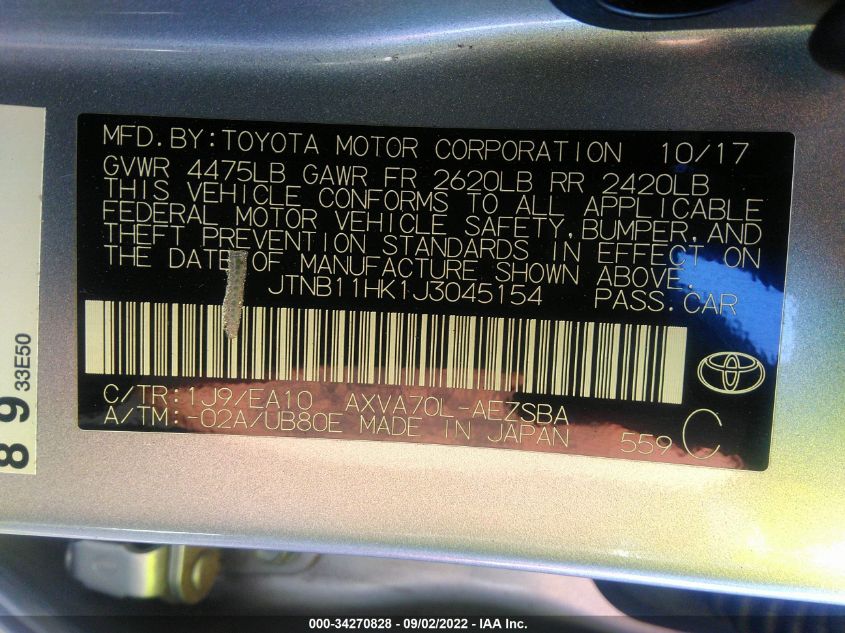 MFD.BY:TOYOTA MOTOR CORPORATION 10/17
GVWR 4475LB GAWR FR 2620LB RR 2420LB
THIS VEHICLE CONFORMS TO ALL APPLICABLE
FEDERAL MOTOR VEHICLE SAFETY,BUMPER,AND
THEFT PREVENTION STANDARDS IN EFFECT ON
THE DATE OF MANUFACTURE SHOWN ABOVE.
JTNB11HK1J3045154 PASS.CAR
C/TR:1J9/EA10 AXVA70L-AEZSBA
A/TM:-02A/UB80E MADE IN JAPAN 559 C
89
33E50
000-34270828 - 09/02/2022 - IAA Inc.